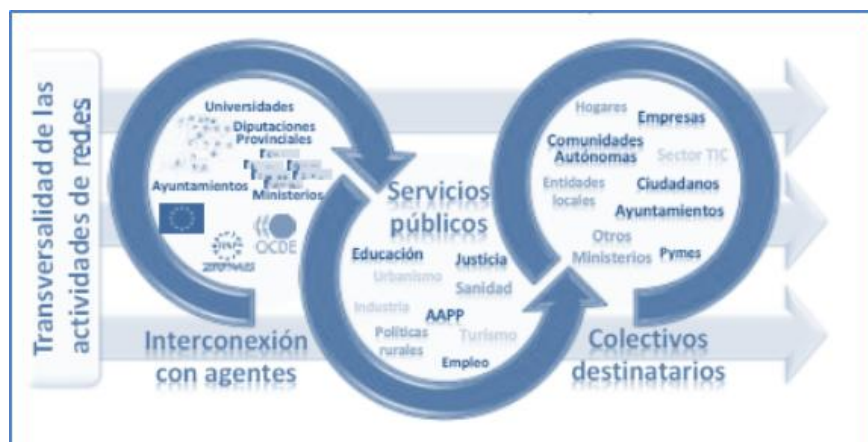 Transversalidad de las
actividades de redes
Universidades
Diputaciones
Provinciales
Ayuntamientos
Ministerios
OCDE
Interconexión
con agentes
Servicios
públicos
Educación
Justicia
Urbanismo
Sanidad
Industria
AAPP
Políticas
rurales
Turismo
Empleo
Hogares
Empresas
Comunidades
Autónomas
Sector TIC
Entidades
locales
Ciudadanos
Ayuntamientos
Otros
Ministerios
Pymes
Colectivos
destinatarios